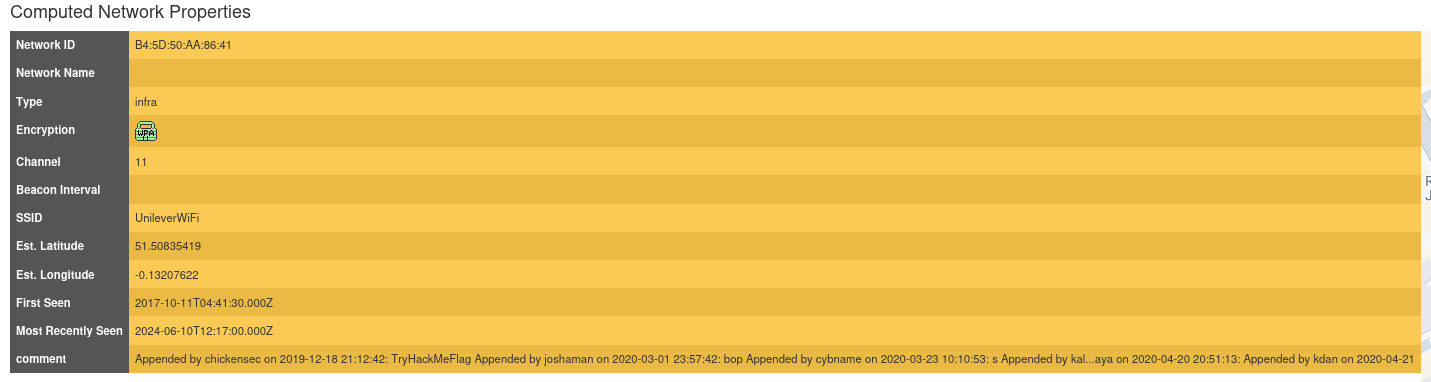 Computed Network Properties
Network ID B4:5D:50:AA:86:41
Network Name
Type infra
Encryption WPA
Channel 11
Beacon Interval
SSID UnileverWiFi
Est. Latitude 51.50835419
Est. Longitude -0.13207622
First Seen 2017-10-11T04:41:30.000Z
Most Recently Seen 2024-06-10T12:17:00.000Z
comment Appended by chickensec on 2019-12-18 21:12:42: TryHackMeFlag Appended by joshaman on 2020-03-01 23:57:42: bop Appended by cybname on 2020-03-23 10:10:53: s Appended by kal...aya on 2020-04-20 20:51:13: Appended by kdan on 2020-04-21